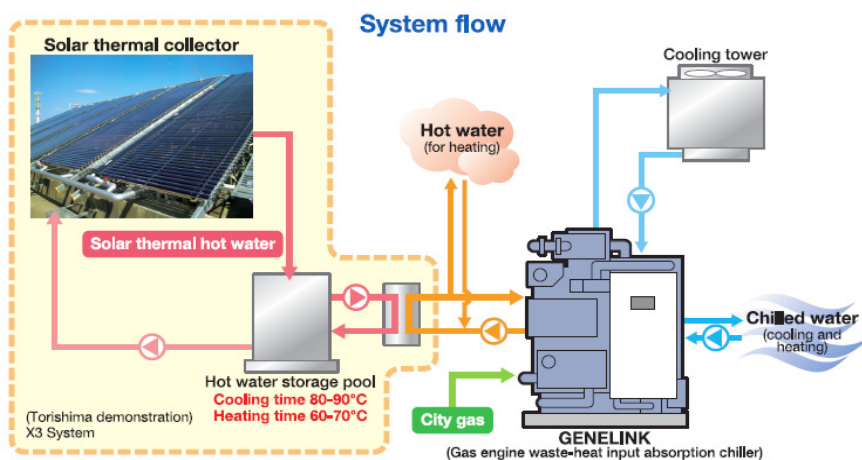 System flow
Solar thermal collector
Cooling tower
Hot water
(for heating)
Solar thermal hot water
Chilled water
(cooling and
heating)
Hot water storage pool
Cooling time 80-90°C
Heating time 60-70°C
(Torishima demonstration)
X3 System
City gas
GENELINK
(Gas engine waste-heat input absorption chiller)